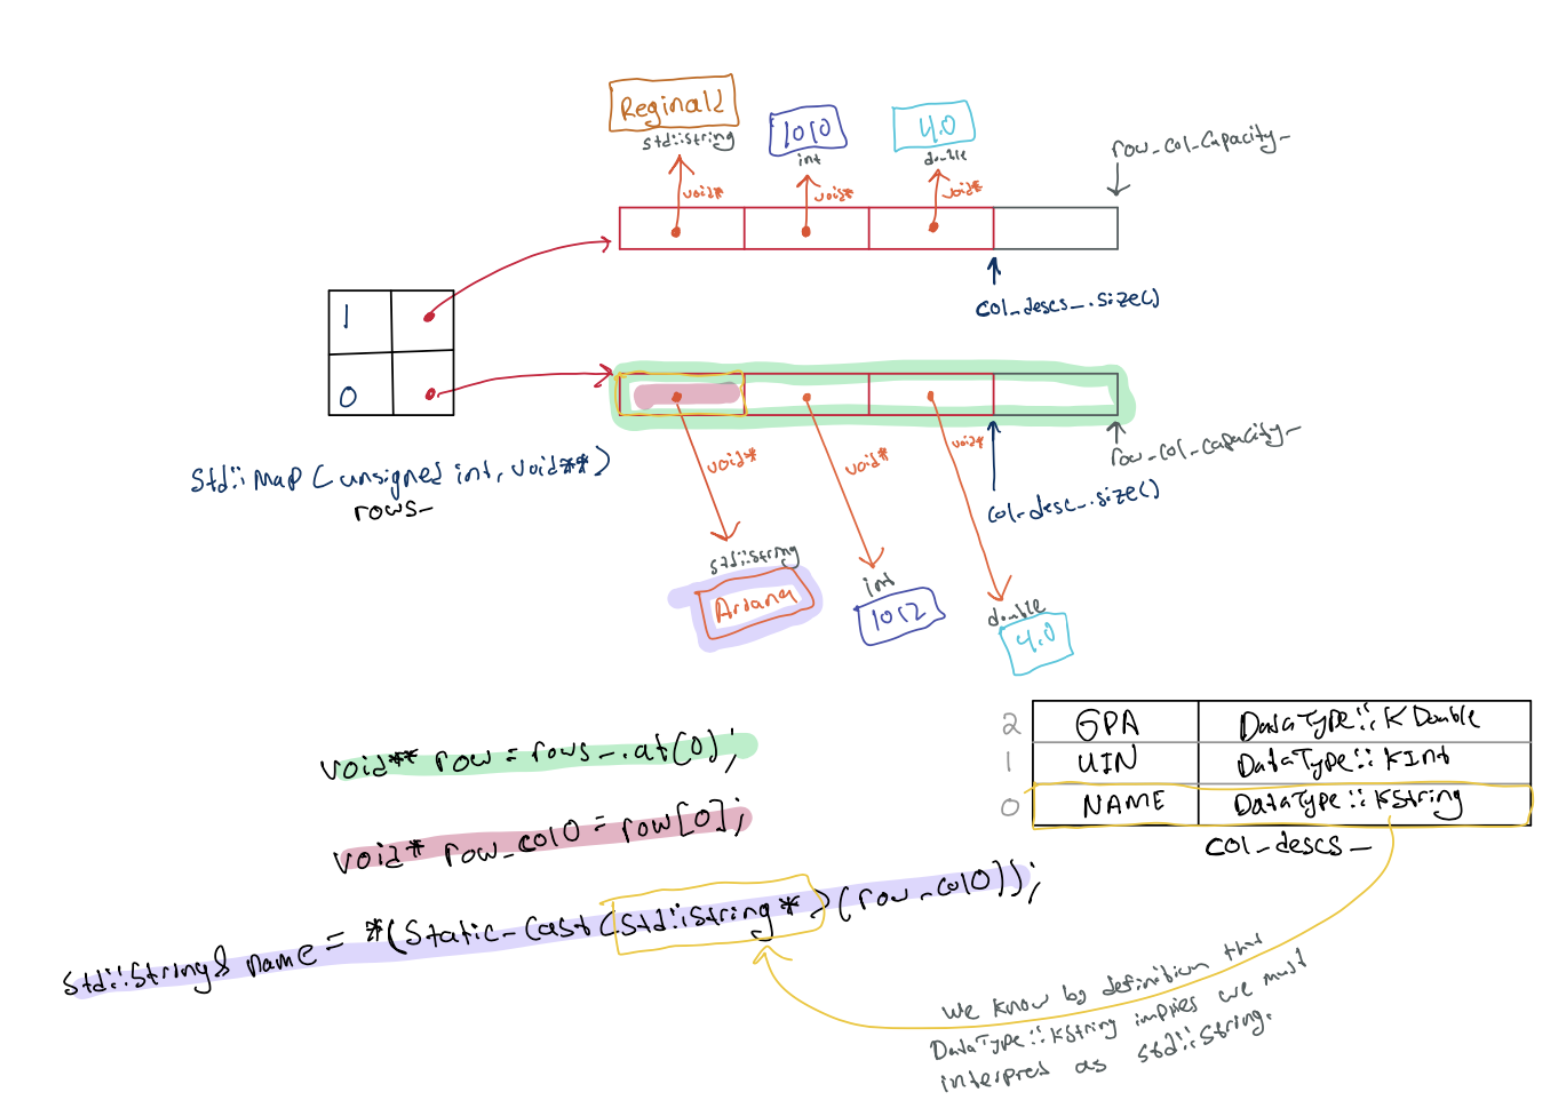 Reginald
std::string
1010
int
4.0
double
row_col_capacity_
void*
void*
void*
col_descs_.size()
1
0
std::map<unsigned int, void**>
rows_
void*
void*
void*
row_col_capacity_
col_desc_.size()
std::string
Ariana
int
1012
double
4.0
2 GPA DataType::kDouble
1 UIN DataType::kInt
0 NAME DataType::kString
col_descs_
void** row = rows_.at(0);
void* row_col0 = row[0];
std::string& name = *(static_cast<std::string*>(row_col0));
We know by definition that
DataType::kString implies we must
interpret as std::string.